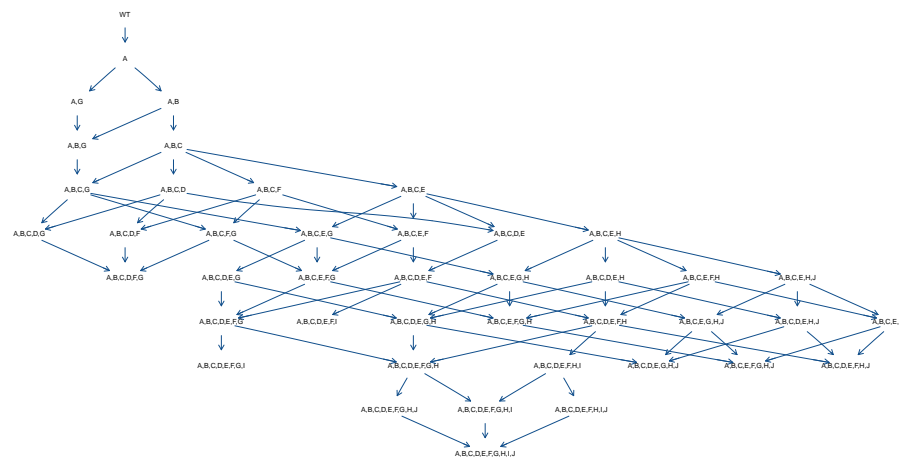 WT
A
A,G
A,B
A,B,G
A,B,C
A,B,C,G
A,B,C,D
A,B,C,F
A,B,C,E
A,B,C,D,G
A,B,C,D,F
A,B,C,F,G
A,B,C,E,G
A,B,C,E,F
A,B,C,D,E
A,B,C,E,H
A,B,C,D,F,G
A,B,C,D,E,G
A,B,C,E,F,G
A,B,C,D,E,F
A,B,C,E,G,H
A,B,C,D,E,H
A,B,C,E,F,H
A,B,C,E,H,J
A,B,C,D,E,F,G
A,B,C,D,E,F,I
A,B,C,D,E,G,H
A,B,C,E,F,G,H
A,B,C,D,E,F,H
A,B,C,E,G,H,J
A,B,C,D,E,H,J
A,B,C,E,
A,B,C,D,E,F,G,I
A,B,C,D,E,F,G,H
A,B,C,D,E,F,H,I
A,B,C,D,E,G,H,J
A,B,C,E,F,G,H,J
A,B,C,D,E,F,H,J
A,B,C,D,E,F,G,H,J
A,B,C,D,E,F,G,H,I
A,B,C,D,E,F,H,I,J
A,B,C,D,E,F,G,H,I,J